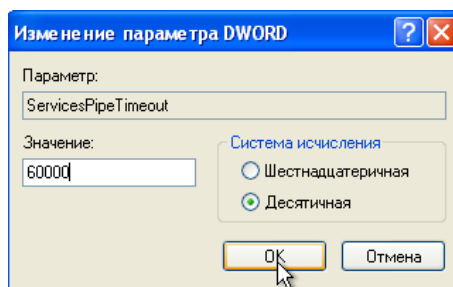 Изменение параметра DWORD
Параметр:
ServicesPipeTimeout
Значение:
60000
Система исчисления
Шестнадцатеричная
Десятичная
OK
Отмена